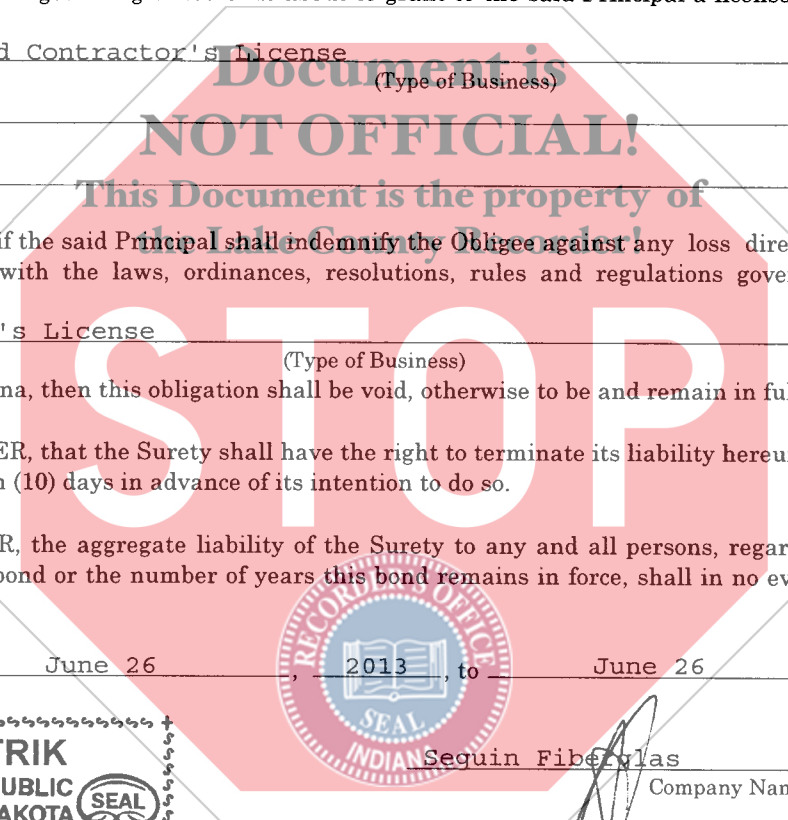 to the said Principal a license
d Contractor's License
(Type of Business)
Document is
NOT OFFICIAL!
This Document is the property of
the Lake County Recorder!
if the said Principal shall indemnify the Obligee against any loss dire
with the laws, ordinances, resolutions, rules and regulations gove
's License
(Type of Business)
STOP
na, then this obligation shall be void, otherwise to be and remain in ful
ER, that the Surety shall have the right to terminate its liability hereu
(10) days in advance of its intention to do so.
R, the aggregate liability of the Surety to any and all persons, regar
bond or the number of years this bond remains in force, shall in no ev
RECORDER'S OFFICE
SEAL
INDIANA
June 26, 2013, to June 26
TRIK
UBLIC
AKOTA
SEAL
Seguin Fiberglas
Company Nam